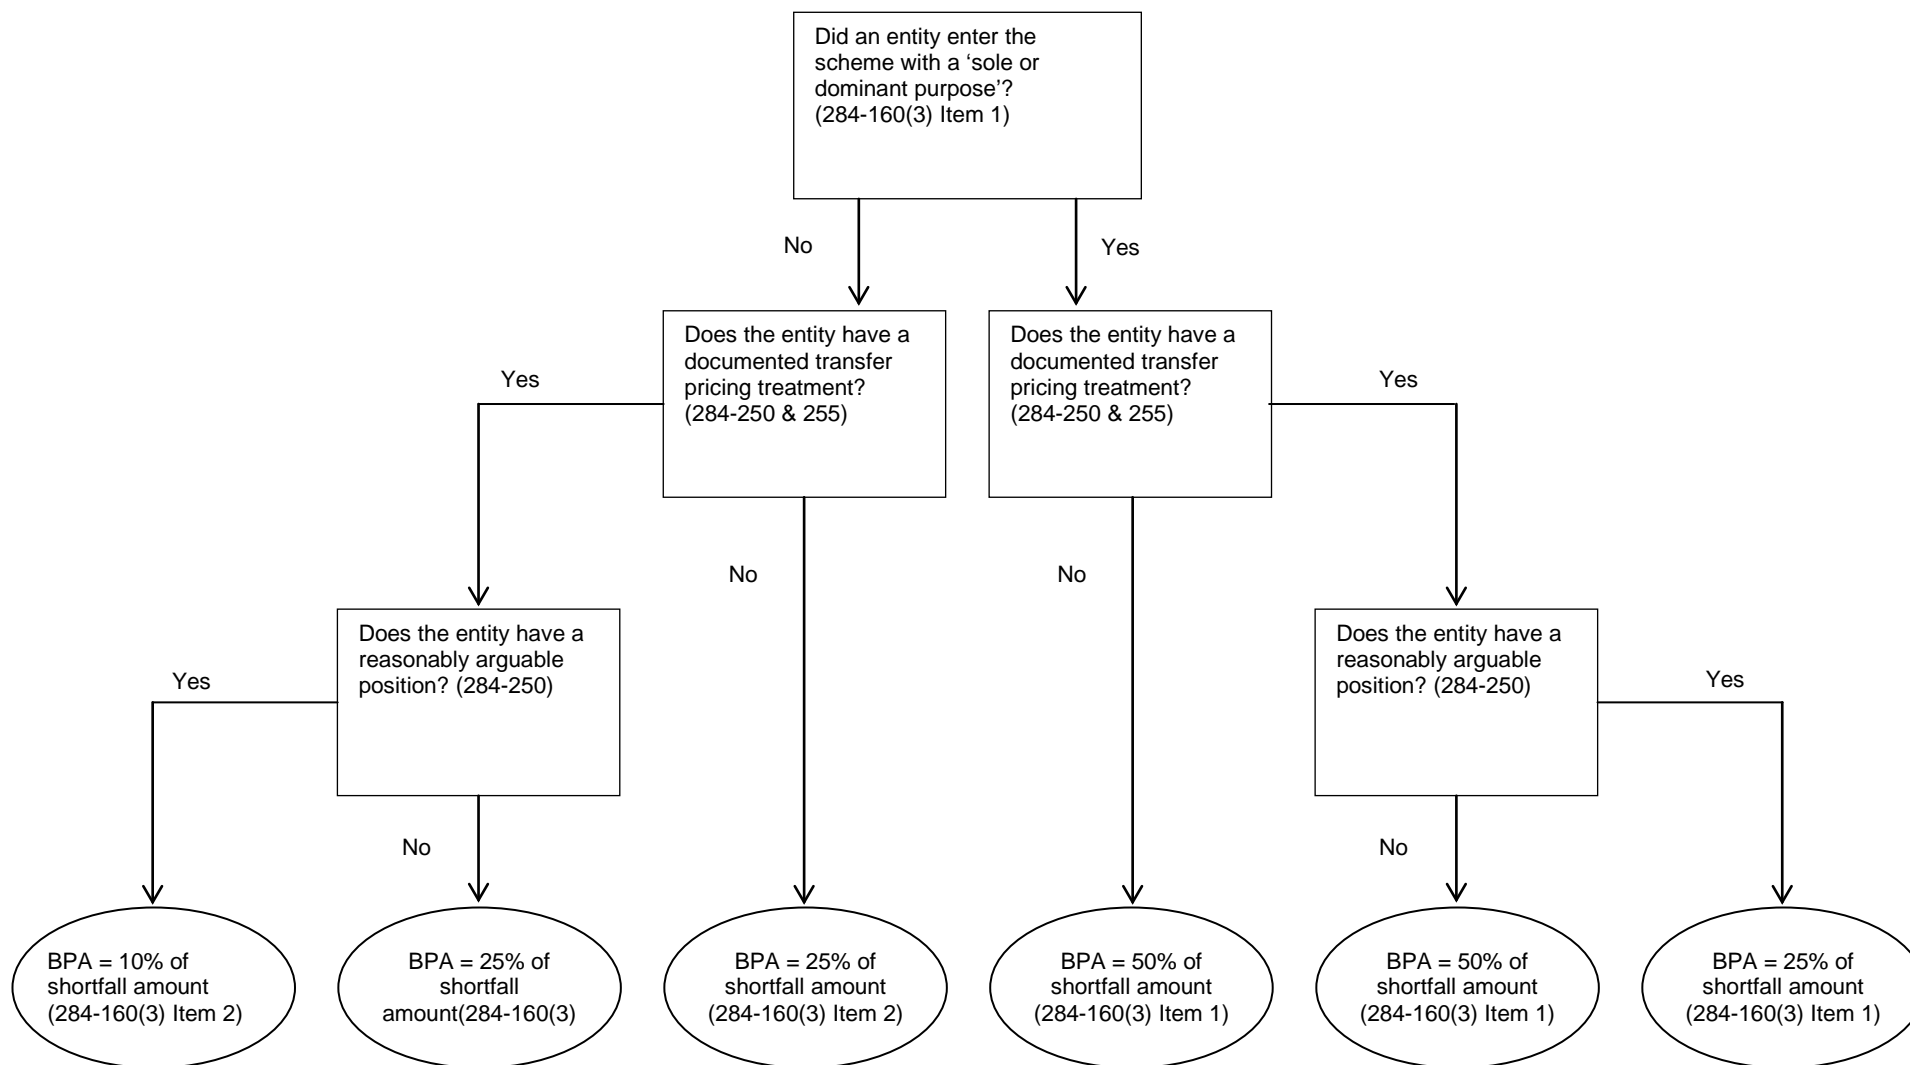 Did an entity enter the
scheme with a ‘sole or
dominant purpose’?
(284-160(3) Item 1)
No
Yes
Does the entity have a
documented transfer
pricing treatment?
(284-250 & 255)
Does the entity have a
documented transfer
pricing treatment?
(284-250 & 255)
Yes
Yes
No
No
Does the entity have a
reasonably arguable
position? (284-250)
Does the entity have a
reasonably arguable
position? (284-250)
Yes
Yes
No
No
BPA = 10% of
shortfall amount
(284-160(3) Item 2)
BPA = 25% of
shortfall
amount(284-160(3)
BPA = 25% of
shortfall amount
(284-160(3) Item 2)
BPA = 50% of
shortfall amount
(284-160(3) Item 1)
BPA = 50% of
shortfall amount
(284-160(3) Item 1)
BPA = 25% of
shortfall amount
(284-160(3) Item 1)